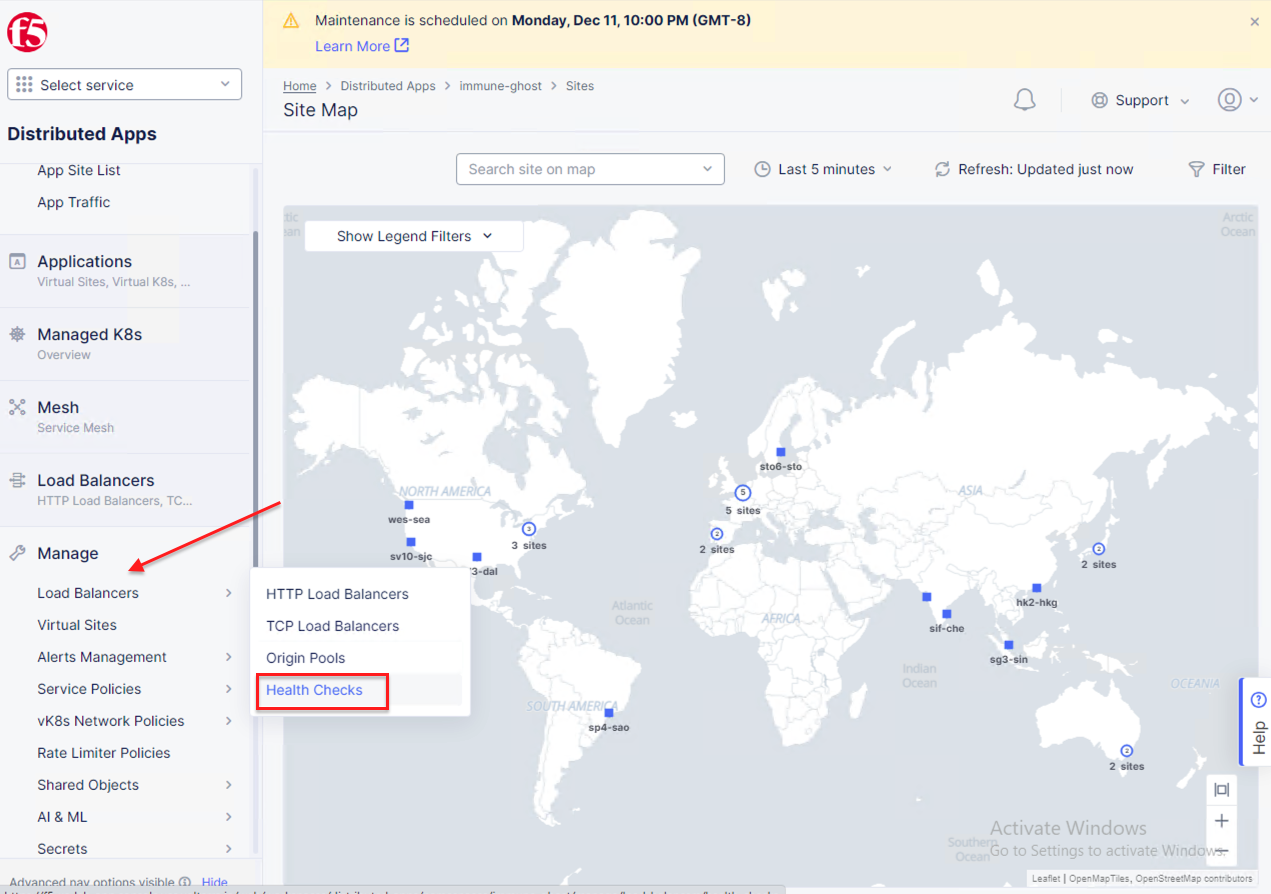 f5
Select service
Distributed Apps
App Site List
App Traffic
Applications
Virtual Sites, Virtual K8s, ...
Managed K8s
Overview
Mesh
Service Mesh
Load Balancers
HTTP Load Balancers, TC...
Manage
Load Balancers
Virtual Sites
Alerts Management
Service Policies
vK8s Network Policies
Rate Limiter Policies
Shared Objects
AI & ML
Secrets
Advanced nav options visible
Hide
HTTP Load Balancers
TCP Load Balancers
Origin Pools
Health Checks
Maintenance is scheduled on Monday, Dec 11, 10:00 PM (GMT-8)
Learn More
Home > Distributed Apps > immune-ghost > Sites
Site Map
Support
Search site on map
Last 5 minutes
Refresh: Updated just now
Filter
Show Legend Filters
Arctic
Ocean
NORTH AMERICA
wes-sea
sv10-sjc
3
3 sites
3-dal
sto6-sto
5
5 sites
2
2 sites
ASIA
2
2 sites
Atlantic
Ocean
AFRICA
hk2-hkg
sif-che
sg3-sin
Indian
Ocean
OCEANIA
SOUTH AMERICA
sp4-sao
2
2 sites
Help
Southern
Ocean
Activate Windows
Go to Settings to activate Windows.
Leaflet | OpenMapTiles, OpenStreetMap contributors